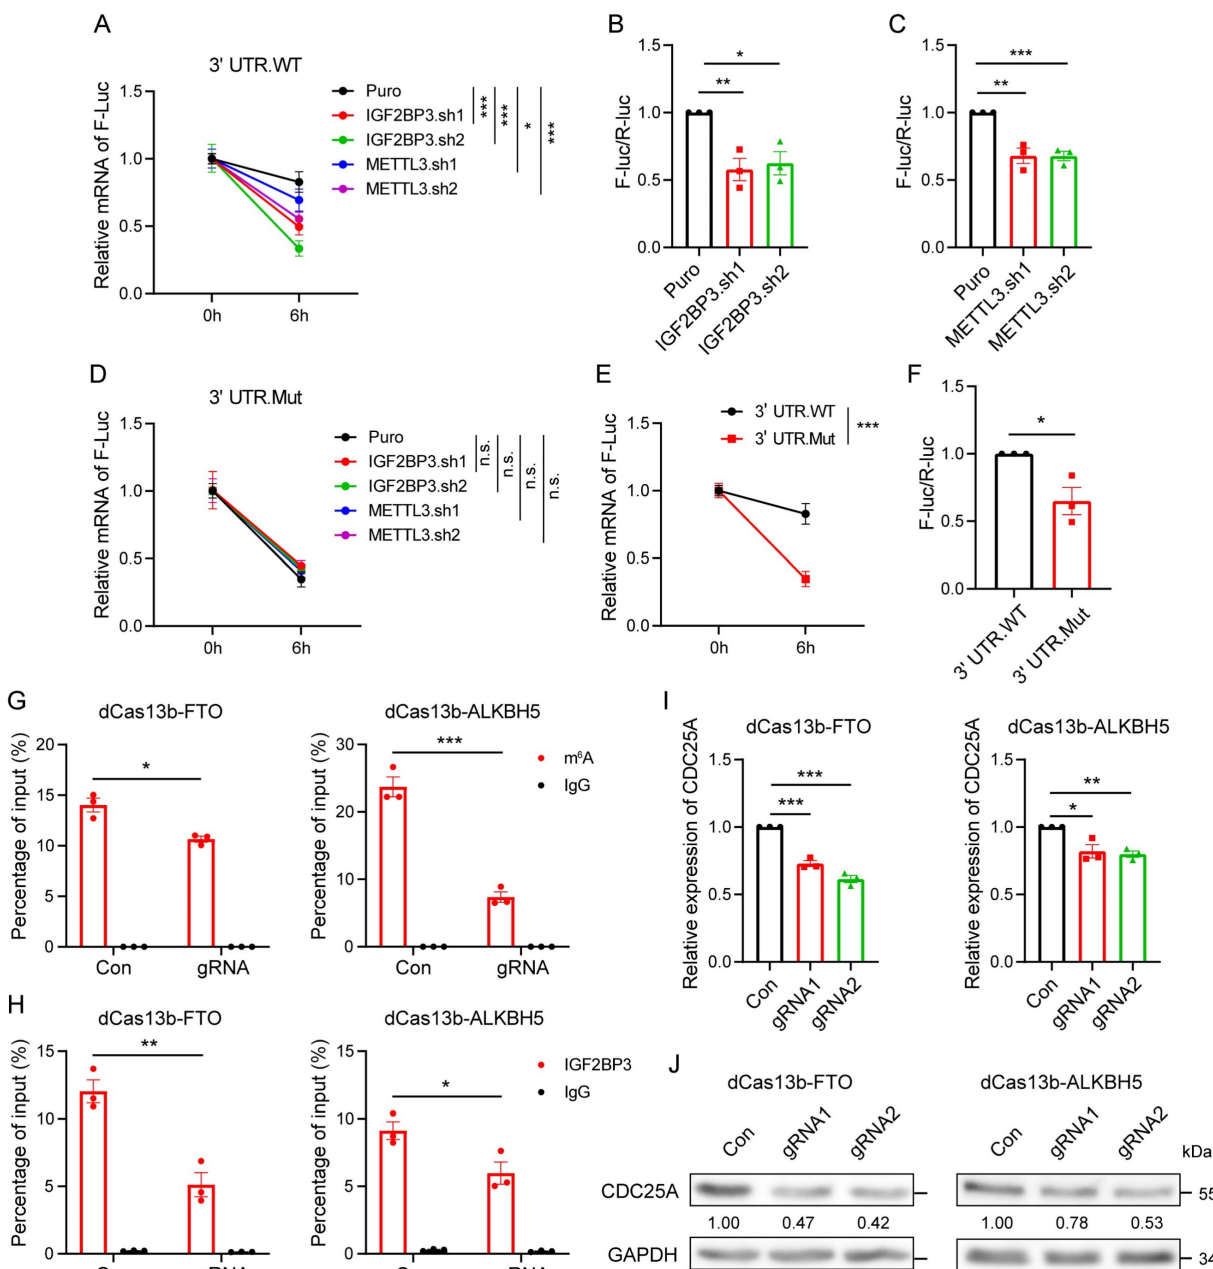 A
3' UTR.WT
Relative mRNA of F-Luc
1.5
1.0
0.5
0.0
0h
6h
Puro
IGF2BP3.sh1
IGF2BP3.sh2
METTL3.sh1
METTL3.sh2
***
***
*
***
B
F-luc/R-luc
1.5
1.0
0.5
0.0
*
**
Puro
IGF2BP3.sh1
IGF2BP3.sh2
C
F-luc/R-luc
1.5
1.0
0.5
0.0
***
**
Puro
METTL3.sh1
METTL3.sh2
D
3' UTR.Mut
Relative mRNA of F-Luc
1.5
1.0
0.5
0.0
0h
6h
Puro
IGF2BP3.sh1
IGF2BP3.sh2
METTL3.sh1
METTL3.sh2
n.s.
n.s.
n.s.
n.s.
E
Relative mRNA of F-Luc
1.5
1.0
0.5
0.0
0h
6h
3' UTR.WT
3' UTR.Mut
***
F
F-luc/R-luc
1.5
1.0
0.5
0.0
*
3' UTR.WT
3' UTR.Mut
G
dCas13b-FTO
Percentage of input (%)
20
15
10
5
0
*
Con
gRNA
dCas13b-ALKBH5
Percentage of input (%)
30
20
10
0
***
Con
gRNA
m⁶A
IgG
I
dCas13b-FTO
Relative expression of CDC25A
1.5
1.0
0.5
0.0
***
***
Con
gRNA1
gRNA2
dCas13b-ALKBH5
Relative expression of CDC25A
1.5
1.0
0.5
0.0
**
*
Con
gRNA1
gRNA2
H
dCas13b-FTO
Percentage of input (%)
15
10
5
0
**
dCas13b-ALKBH5
Percentage of input (%)
15
10
5
0
*
IGF2BP3
IgG
J
dCas13b-FTO
dCas13b-ALKBH5
Con
gRNA1
gRNA2
Con
gRNA1
gRNA2
kDa
CDC25A
55
1.00 0.47 0.42 1.00 0.78 0.53
GAPDH
34